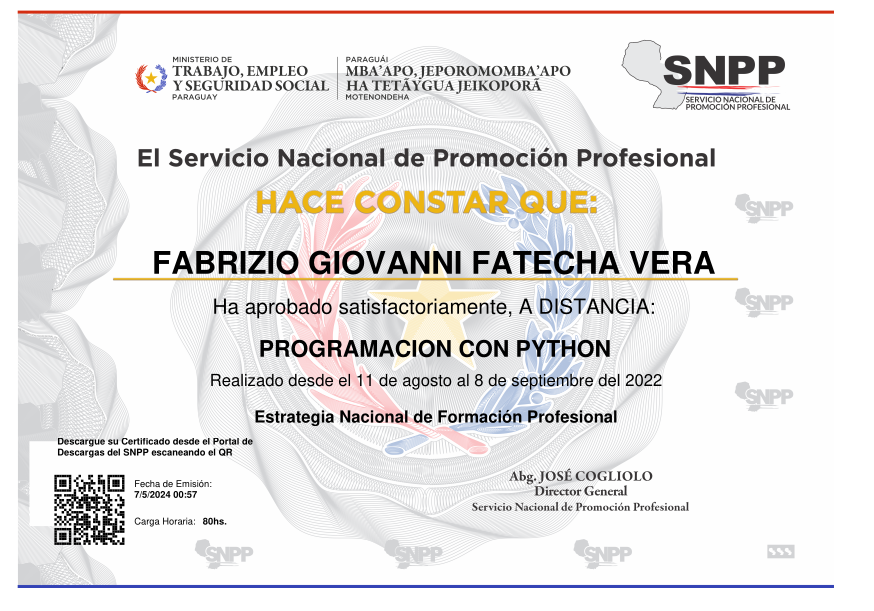 MINISTERIO DE
TRABAJO, EMPLEO
Y SEGURIDAD SOCIAL
PARAGUAY
PARAGUÁI
MBA'APO, JEPOROMOMBA'APO
HA TETÃYGUA JEIKOPORÃ
MOTENONDEHA
SNPP
SERVICIO NACIONAL DE
PROMOCIÓN PROFESIONAL
El Servicio Nacional de Promoción Profesional
HACE CONSTAR QUE:
SNPP
FABRIZIO GIOVANNI FATECHA VERA
Ha aprobado satisfactoriamente, A DISTANCIA:
SNPP
PROGRAMACION CON PYTHON
Realizado desde el 11 de agosto al 8 de septiembre del 2022
SNPP
Estrategia Nacional de Formación Profesional
Descargue su Certificado desde el Portal de
Descargas del SNPP escaneando el QR
Fecha de Emisión:
7/5/2024 00:57
Carga Horaria: 80hs.
Abg. JOSÉ COGLIOLO
Director General
Servicio Nacional de Promoción Profesional
SNPP
SNPP
SNPP